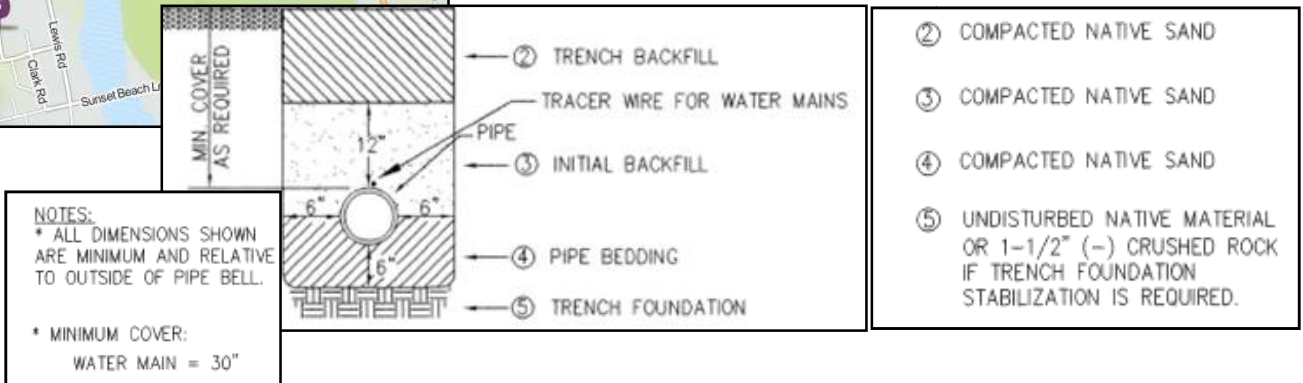 Lewis Rd
Clark Rd
Sunset Beach L
MIN. COVER
AS REQUIRED
② TRENCH BACKFILL
TRACER WIRE FOR WATER MAINS
PIPE
12"
③ INITIAL BACKFILL
6"
6"
6"
④ PIPE BEDDING
⑤ TRENCH FOUNDATION
② COMPACTED NATIVE SAND
③ COMPACTED NATIVE SAND
④ COMPACTED NATIVE SAND
⑤ UNDISTURBED NATIVE MATERIAL
OR 1-1/2" (-) CRUSHED ROCK
IF TRENCH FOUNDATION
STABILIZATION IS REQUIRED.
NOTES:
* ALL DIMENSIONS SHOWN
ARE MINIMUM AND RELATIVE
TO OUTSIDE OF PIPE BELL.
* MINIMUM COVER:
WATER MAIN = 30"